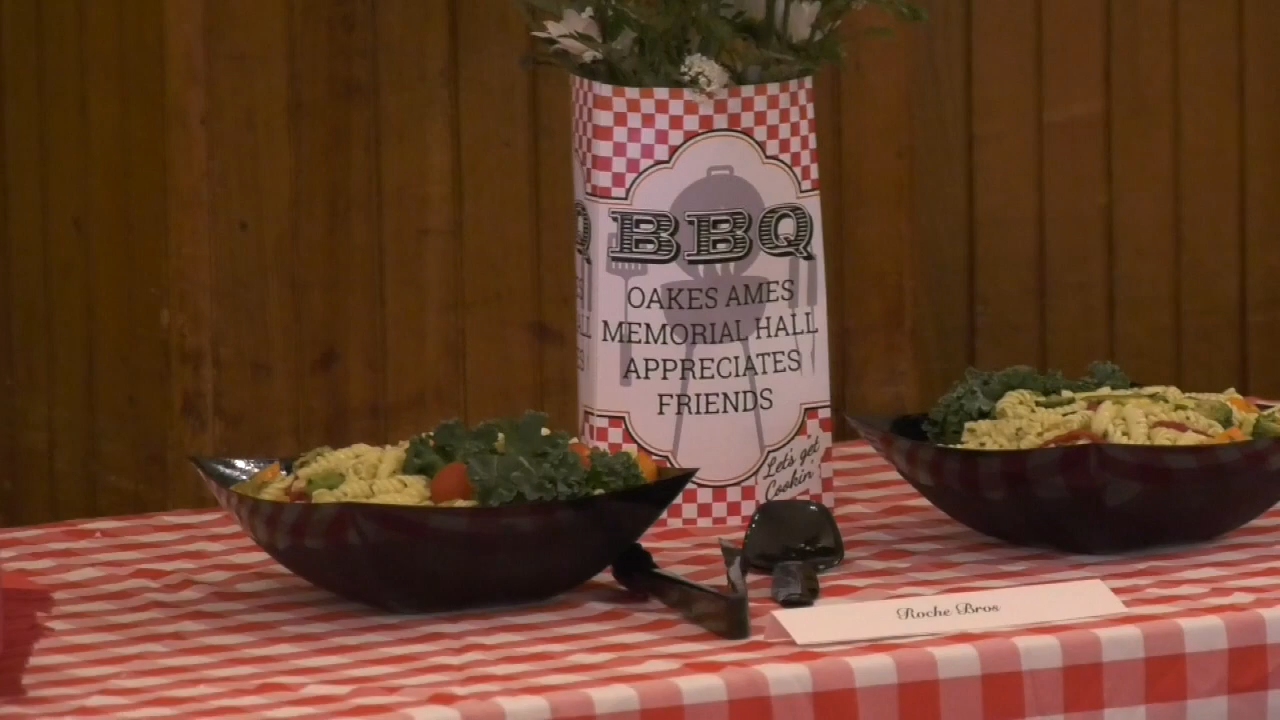 BBQ
OAKES AMES
MEMORIAL HALL
APPRECIATES
FRIENDS
Let's get
Cookin'
Roche Bros